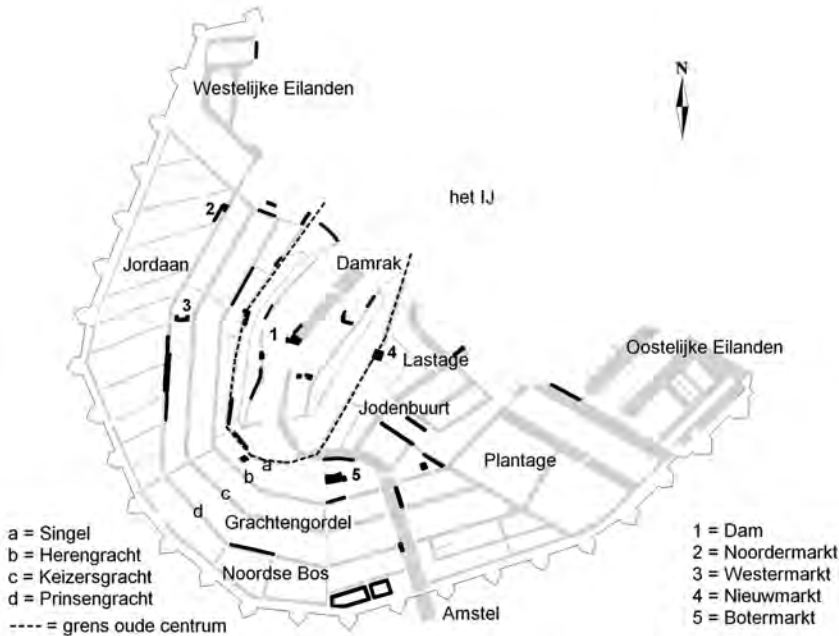 N
Westelijke Eilanden
het IJ
2
Jordaan
Damrak
3
1
4
Lastage
Oostelijke Eilanden
Jodenbuurt
Plantage
a
b
5
c
d
Grachtengordel
Noordse Bos
Amstel
a = Singel
b = Herengracht
c = Keizersgracht
d = Prinsengracht
---- = grens oude centrum
1 = Dam
2 = Noordermarkt
3 = Westermarkt
4 = Nieuwmarkt
5 = Botermarkt